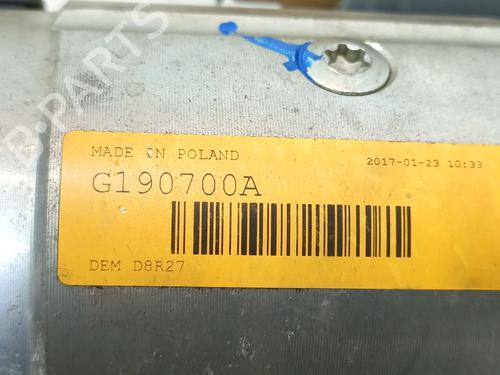 MADE IN POLAND
2017-01-23 10:33
G190700A
DEM D8R27
B-PARTS